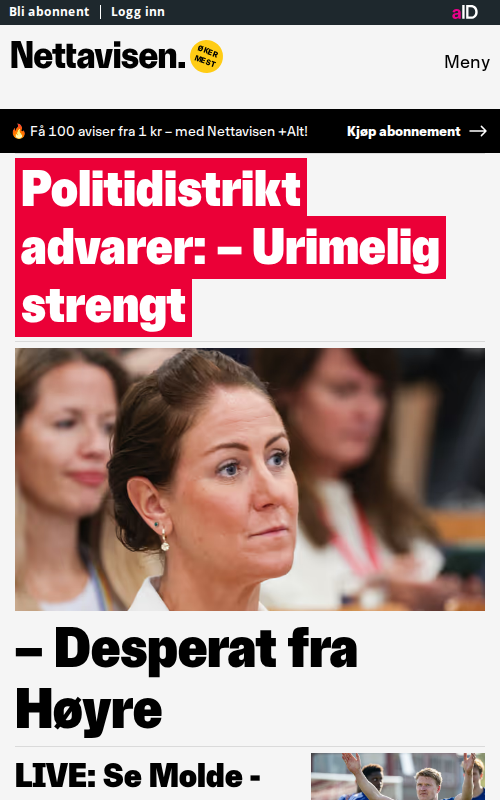 Bli abonnent | Logg inn
aID
Nettavisen.
ØKER
MEST
Meny
🔥 Få 100 aviser fra 1 kr – med Nettavisen +Alt!
Kjøp abonnement →
Politidistrikt
advarer: – Urimelig
strengt
– Desperat fra
Høyre
LIVE: Se Molde -